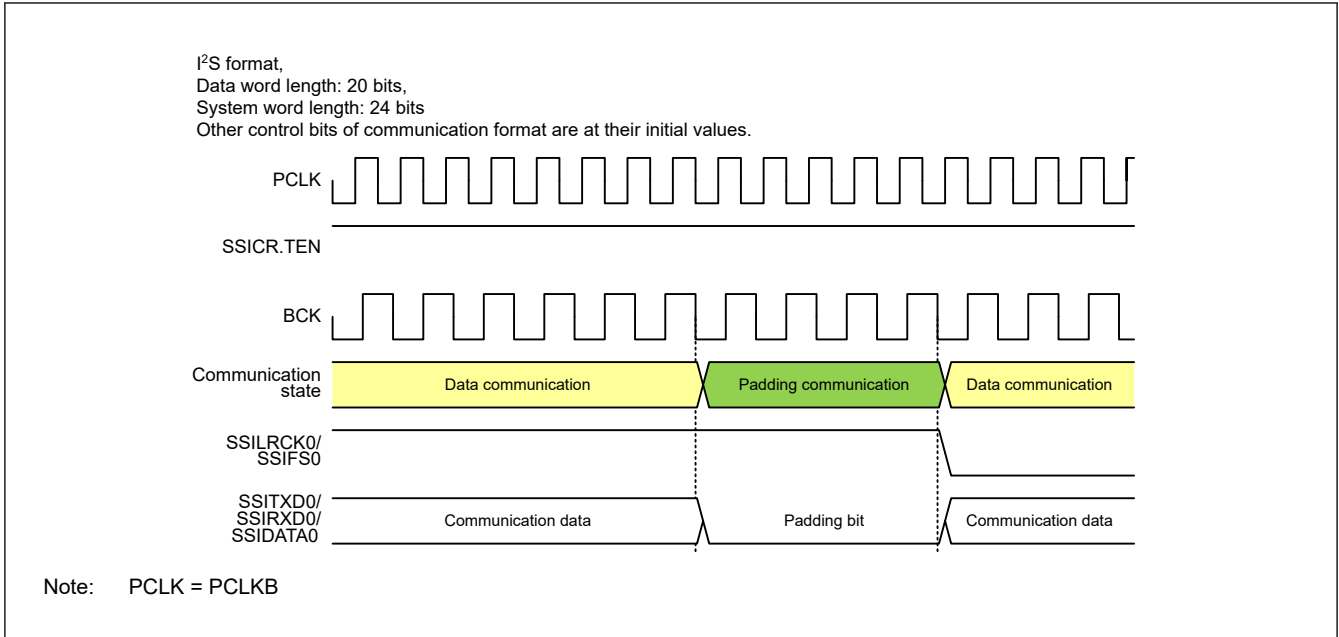 I²S format,
Data word length: 20 bits,
System word length: 24 bits
Other control bits of communication format are at their initial values.
PCLK
SSICR.TEN
BCK
Communication
state
Data communication
Padding communication
Data communication
SSILRCK0/
SSIFS0
SSITXD0/
SSIRXD0/
SSIDATA0
Communication data
Padding bit
Communication data
Note: PCLK = PCLKB